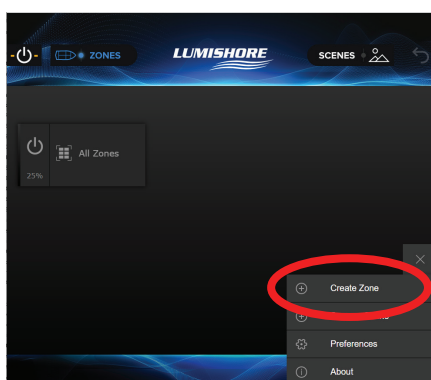 ZONES
LUMISHORE
SCENES
All Zones
25%
Create Zone
Preferences
About